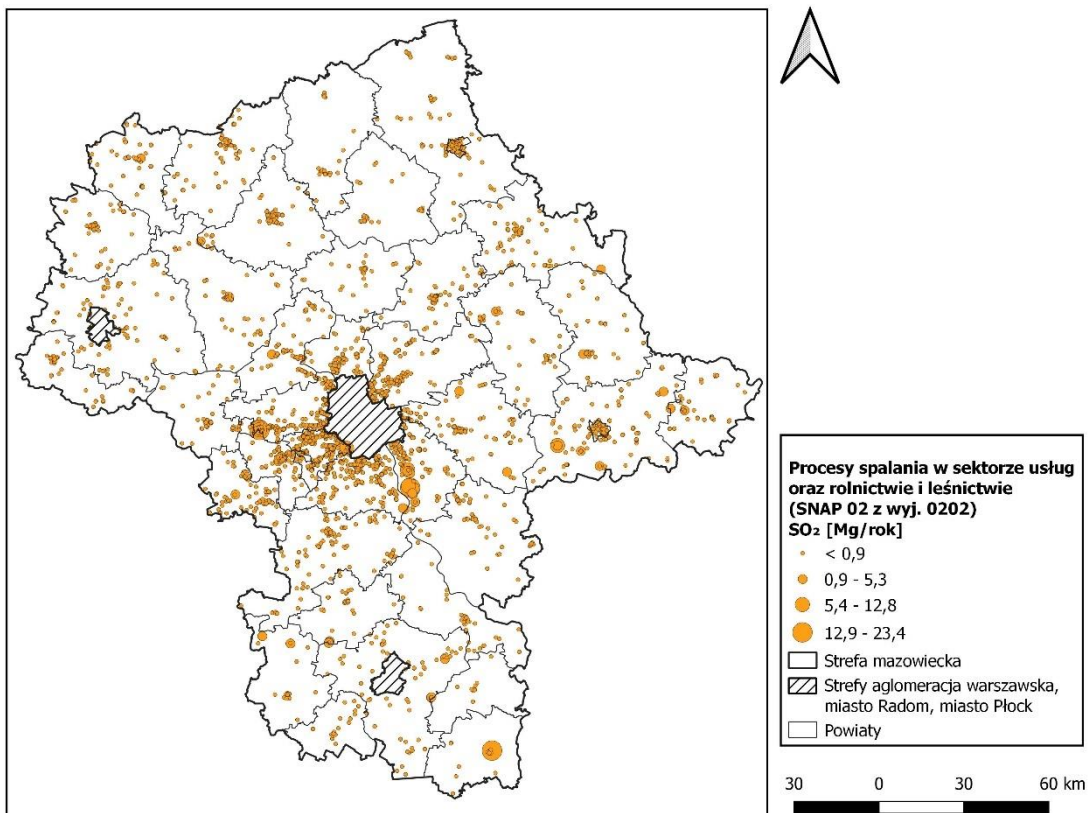 Procesy spalania w sektorze usług
oraz rolnictwie i leśnictwie
(SNAP 02 z wyj. 0202)
SO₂ [Mg/rok]
< 0,9
0,9 - 5,3
5,4 - 12,8
12,9 - 23,4
Strefa mazowiecka
Strefy aglomeracja warszawska,
miasto Radom, miasto Płock
Powiaty
30 0 30 60 km